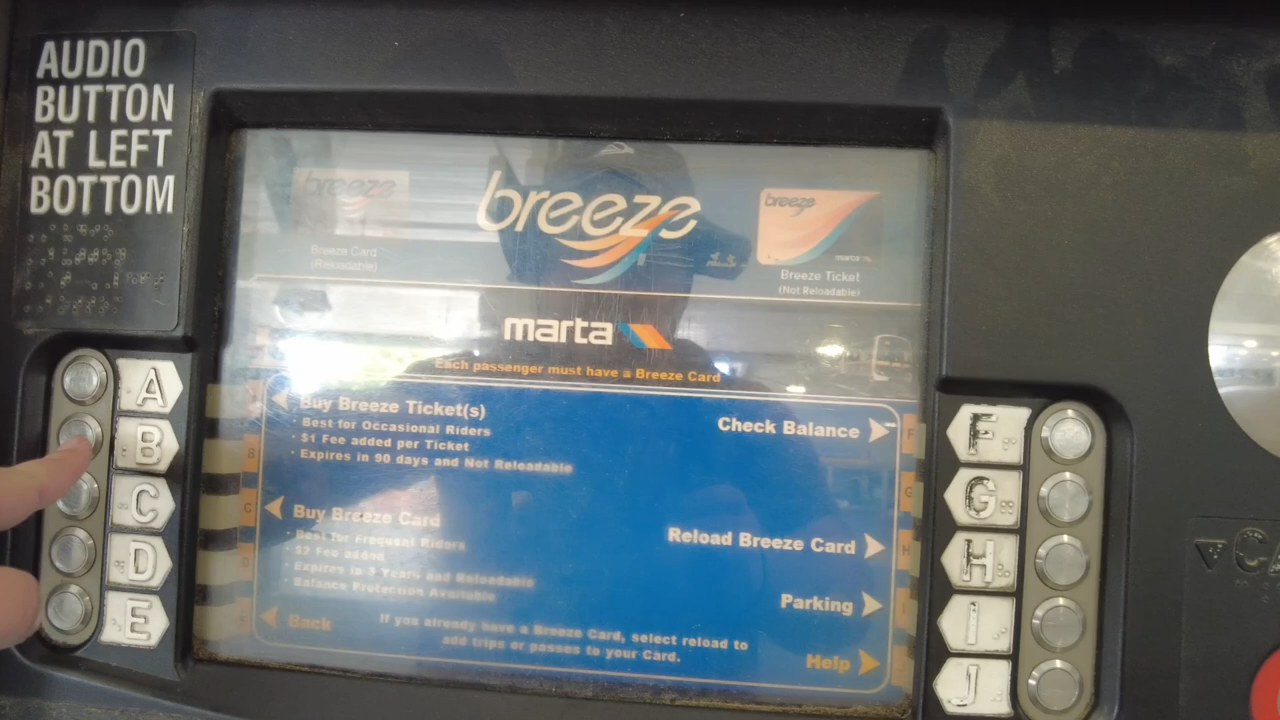 AUDIO
BUTTON
AT LEFT
BOTTOM
breeze
Breeze Card
(Reloadable)
breeze
breeze
marta
Breeze Ticket
(Not Reloadable)
marta
Each passenger must have a Breeze Card
Buy Breeze Ticket(s)
· Best for Occasional Riders
· $1 Fee added per Ticket
· Expires in 90 days and Not Reloadable
Check Balance
Buy Breeze Card
· Best for Frequent Riders
· $2 Fee added
· Expires in 3 Years and Reloadable
· Balance Protection Available
Reload Breeze Card
Parking
Back
If you already have a Breeze Card, select reload to
add trips or passes to your Card.
Help
A
B
C
D
E
B
C
D
E
F
G
H
I
F
G
H
I
J